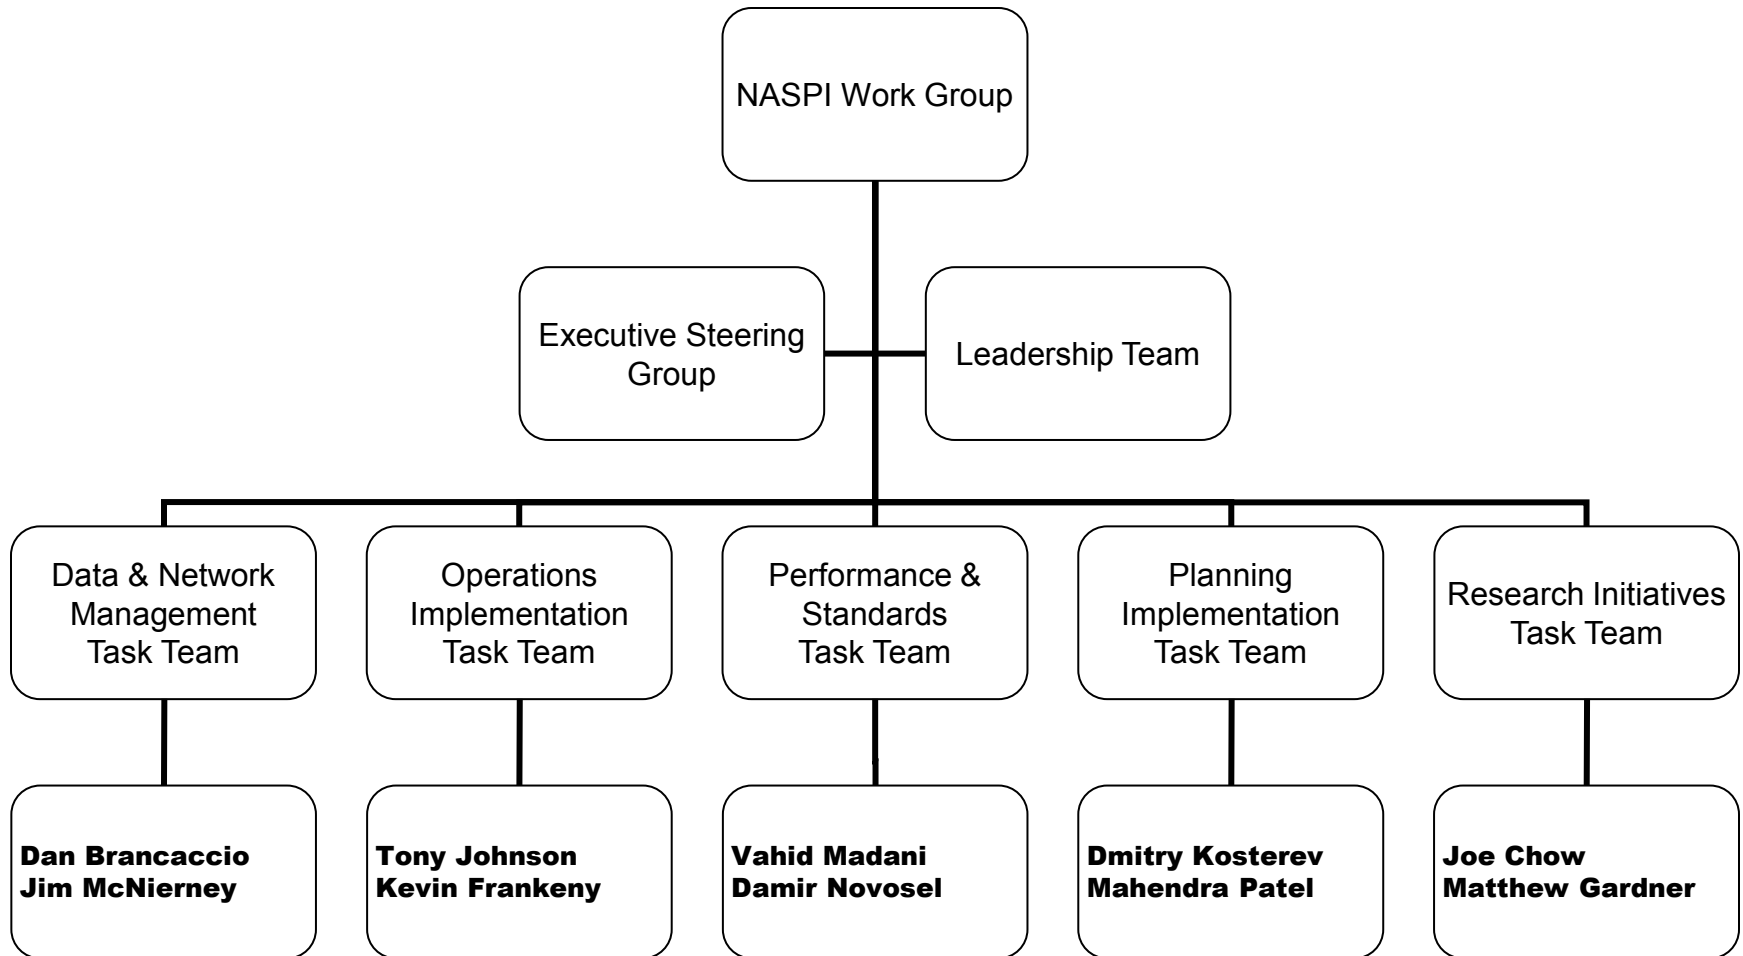 NASPI Work Group
Executive Steering
Group
Leadership Team
Data & Network
Management
Task Team
Operations
Implementation
Task Team
Performance &
Standards
Task Team
Planning
Implementation
Task Team
Research Initiatives
Task Team
Dan Brancaccio
Jim McNierney
Tony Johnson
Kevin Frankeny
Vahid Madani
Damir Novosel
Dmitry Kosterev
Mahendra Patel
Joe Chow
Matthew Gardner